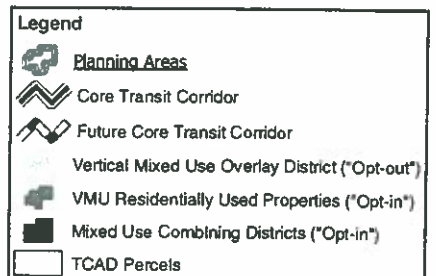 Legend
Planning Areas
Core Transit Corridor
Future Core Transit Corridor
Vertical Mixed Use Overlay District ("Opt-out")
VMU Residentially Used Properties ("Opt-in")
Mixed Use Combining Districts ("Opt-in")
TCAD Parcels